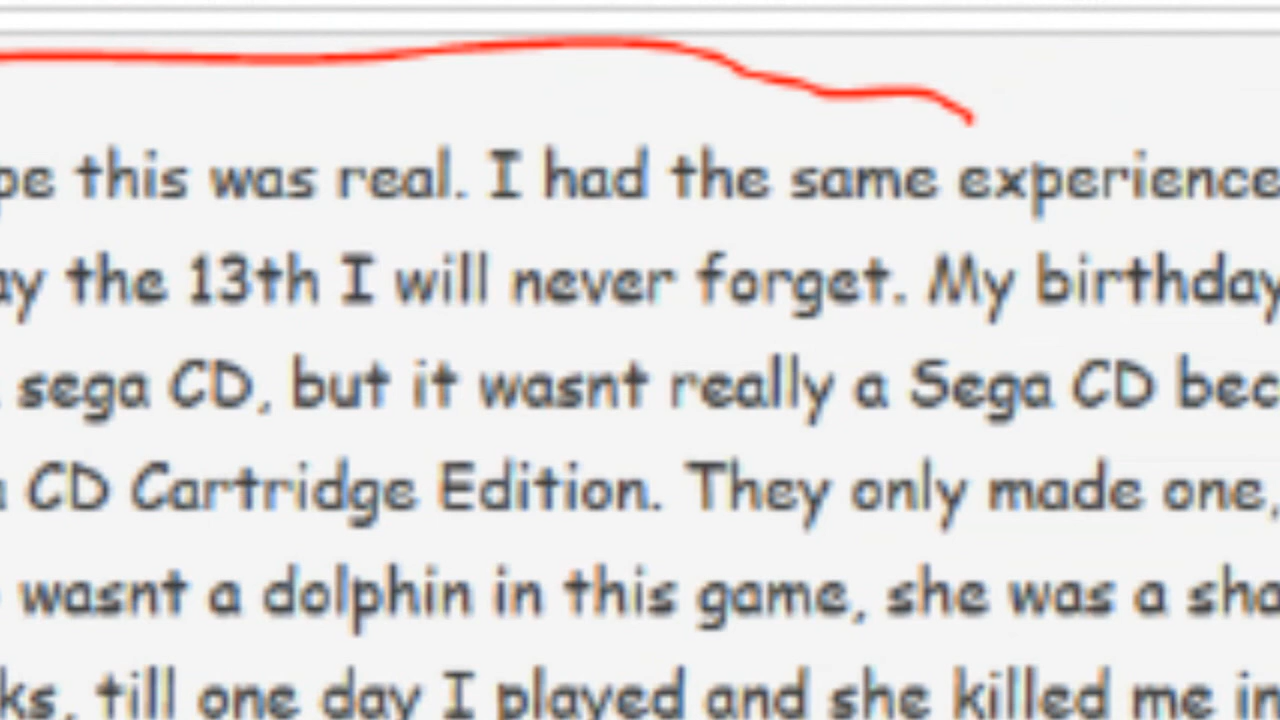 pe this was real. I had the same experience
ay the 13th I will never forget. My birthday
sega CD, but it wasnt really a Sega CD bec
CD Cartridge Edition. They only made one,
wasnt a dolphin in this game, she was a sha
ks, till one day I played and she killed me in